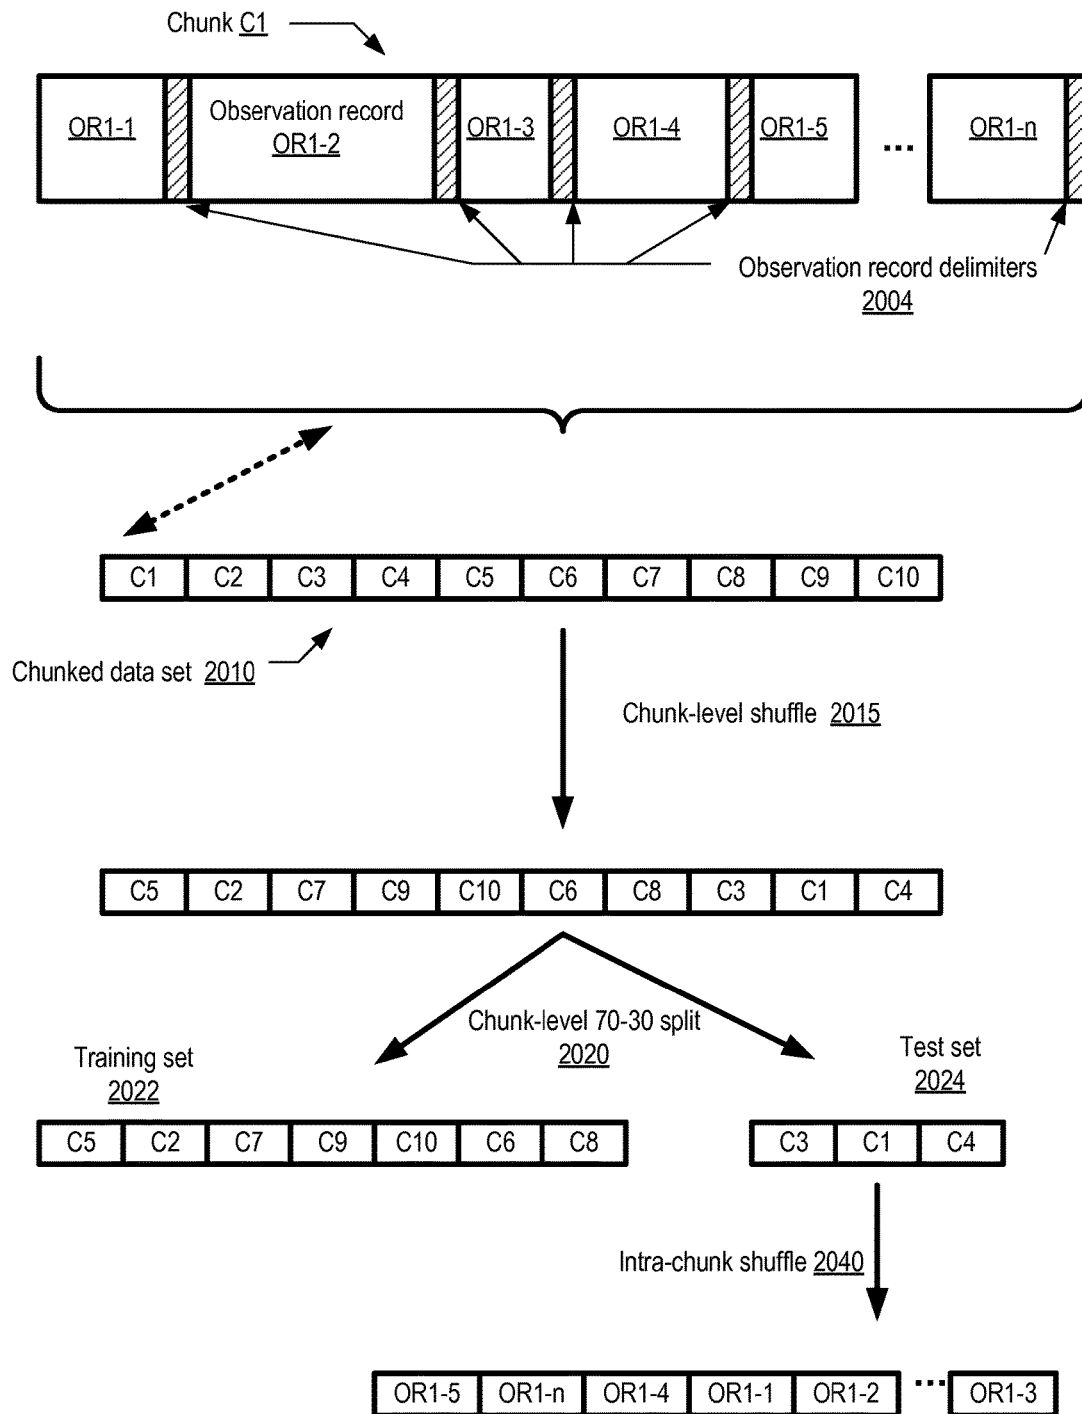 Chunk C1
OR1-1
Observation record
OR1-2
OR1-3
OR1-4
OR1-5
...
OR1-n
Observation record delimiters
2004
C1 C2 C3 C4 C5 C6 C7 C8 C9 C10
Chunked data set 2010
Chunk-level shuffle 2015
C5 C2 C7 C9 C10 C6 C8 C3 C1 C4
Chunk-level 70-30 split
2020
Training set
2022
Test set
2024
C5 C2 C7 C9 C10 C6 C8
C3 C1 C4
Intra-chunk shuffle 2040
OR1-5 OR1-n OR1-4 OR1-1 OR1-2 ... OR1-3